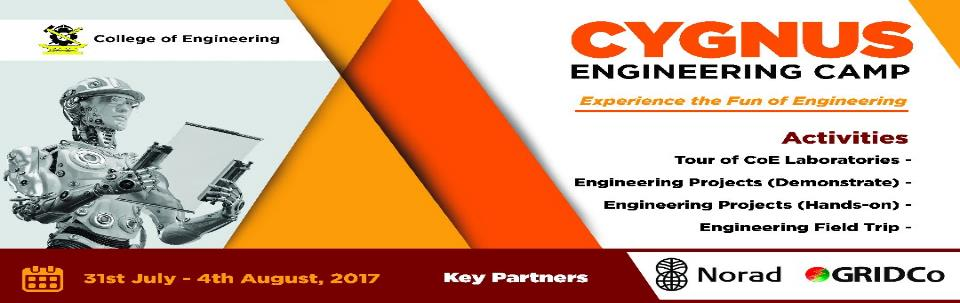 College of Engineering
CYGNUS
ENGINEERING CAMP
Experience the Fun of Engineering
Activities
Tour of CoE Laboratories -
Engineering Projects (Demonstrate) -
Engineering Projects (Hands-on) -
Engineering Field Trip -
31st July - 4th August, 2017
Key Partners
Norad
GRIDCo